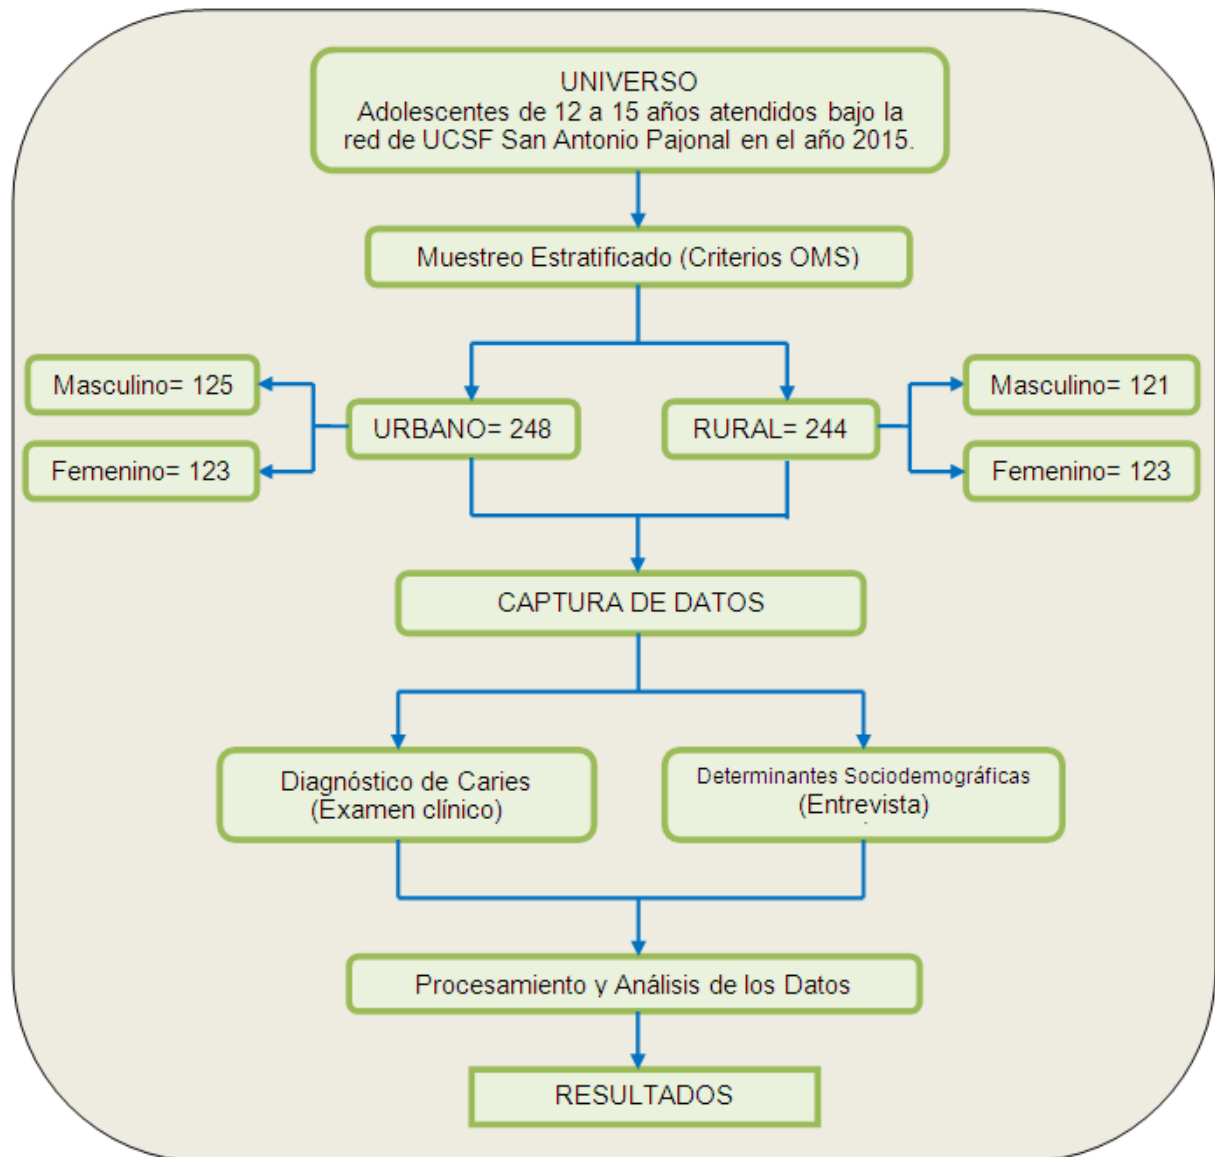 UNIVERSO
Adolescentes de 12 a 15 años atendidos bajo la
red de UCSF San Antonio Pajonal en el año 2015.
Muestreo Estratificado (Criterios OMS)
Masculino= 125
Masculino= 121
URBANO= 248
RURAL= 244
Femenino= 123
Femenino= 123
CAPTURA DE DATOS
Diagnóstico de Caries
(Examen clínico)
Determinantes Sociodemográficas
(Entrevista)
Procesamiento y Análisis de los Datos
RESULTADOS